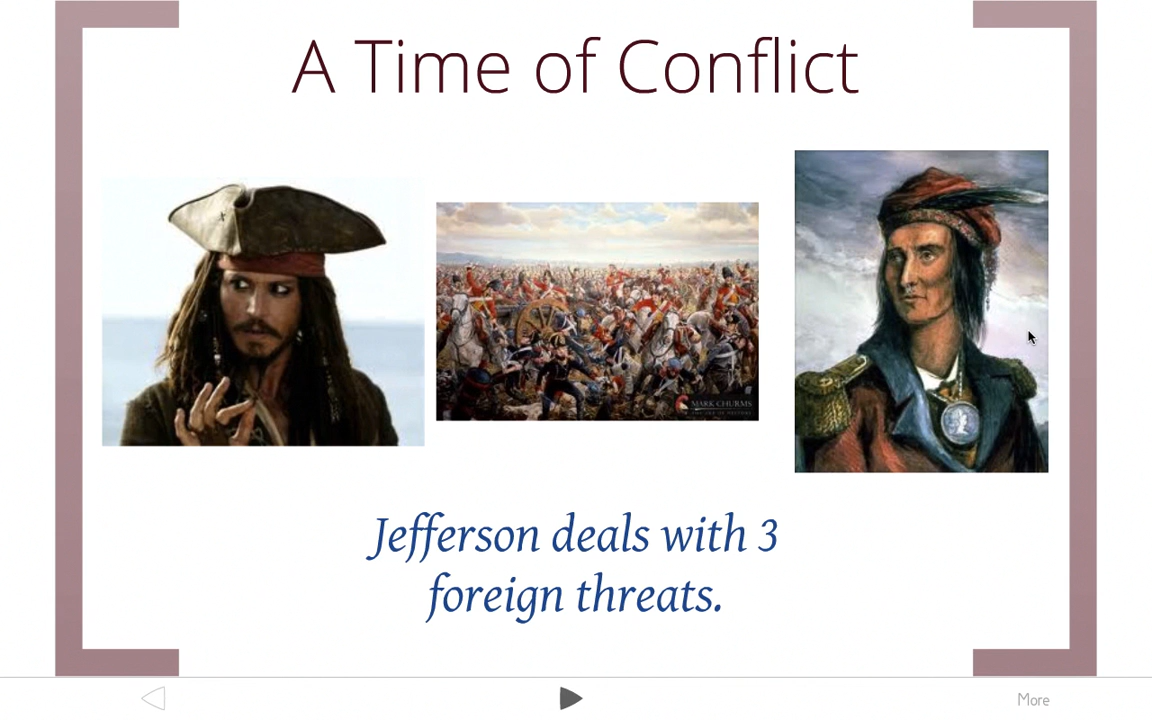 A Time of Conflict
MARK CHURMS
Jefferson deals with 3
foreign threats.
More